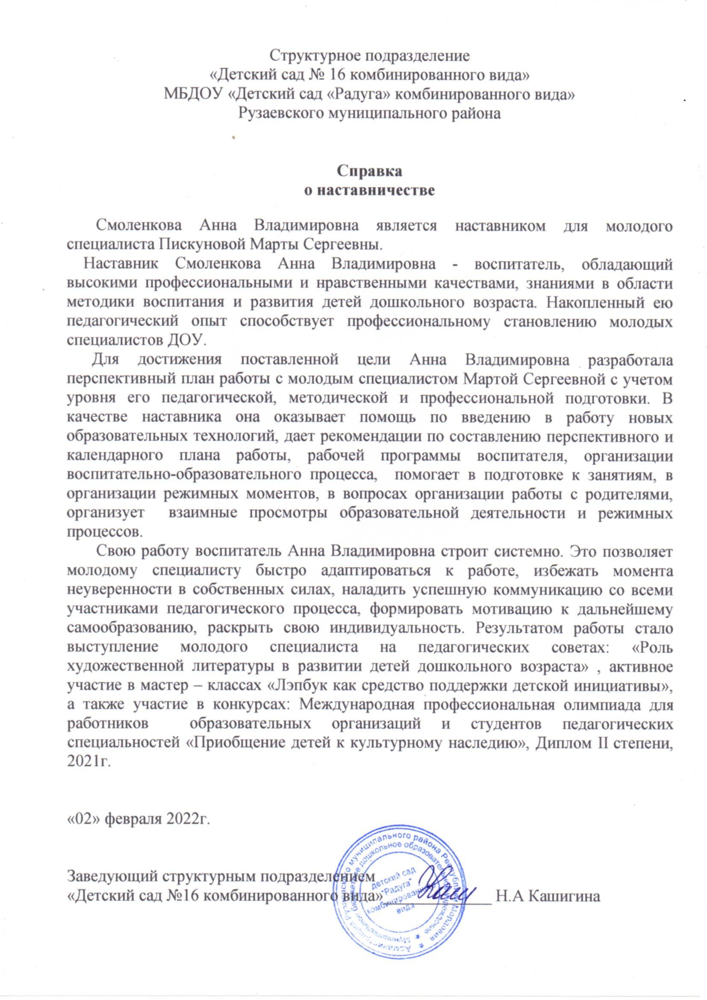 Структурное подразделение
«Детский сад № 16 комбинированного вида»
МБДОУ «Детский сад «Радуга» комбинированного вида»
Рузаевского муниципального района
Справка
о наставничестве
Смоленкова Анна Владимировна является наставником для молодого
специалиста Пискуновой Марты Сергеевны.
Наставник Смоленкова Анна Владимировна - воспитатель, обладающий
высокими профессиональными и нравственными качествами, знаниями в области
методики воспитания и развития детей дошкольного возраста. Накопленный ею
педагогический опыт способствует профессиональному становлению молодых
специалистов ДОУ.
Для достижения поставленной цели Анна Владимировна разработала
перспективный план работы с молодым специалистом Мартой Сергеевной с учетом
уровня его педагогической, методической и профессиональной подготовки. В
качестве наставника она оказывает помощь по введению в работу новых
образовательных технологий, дает рекомендации по составлению перспективного и
календарного плана работы, рабочей программы воспитателя, организации
воспитательно-образовательного процесса, помогает в подготовке к занятиям, в
организации режимных моментов, в вопросах организации работы с родителями,
организует взаимные просмотры образовательной деятельности и режимных
процессов.
Свою работу воспитатель Анна Владимировна строит системно. Это позволяет
молодому специалисту быстро адаптироваться к работе, избежать момента
неуверенности в собственных силах, наладить успешную коммуникацию со всеми
участниками педагогического процесса, формировать мотивацию к дальнейшему
самообразованию, раскрыть свою индивидуальность. Результатом работы стало
выступление молодого специалиста на педагогических советах: «Роль
художественной литературы в развитии детей дошкольного возраста» , активное
участие в мастер – классах «Лэпбук как средство поддержки детской инициативы»,
а также участие в конкурсах: Международная профессиональная олимпиада для
работников образовательных организаций и студентов педагогических
специальностей «Приобщение детей к культурному наследию», Диплом II степени,
2021г.
«02» февраля 2022г.
Заведующий структурным подразделением
«Детский сад №16 комбинированного вида»____________ Н.А Кашигина
Администрация Рузаевского муниципального района Республики Мордовия
Муниципальное бюджетное дошкольное образовательное учреждение
детский сад
"Радуга"
комбинированного
вида